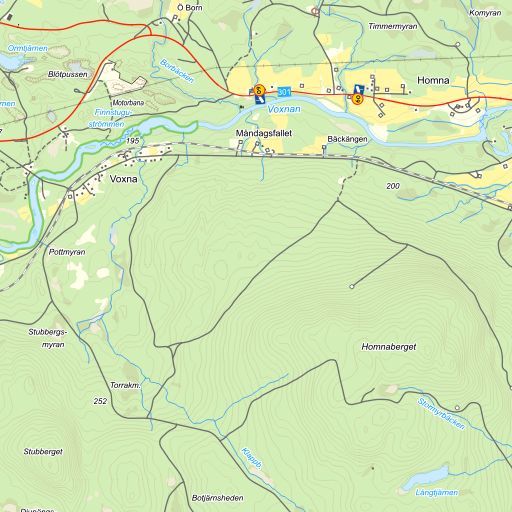 Ö Bom
Komyran
Timmermyran
Ormtjärnen
Borbäcken
Blötpussen
Homna
S
301
Motorbana
Voxnan
Finnstugu-
strömmen
Måndagsfallet
195
Bäckängen
Voxna
200
Pottmyran
Stubbergs-
myran
Homnaberget
Torrakm.
252
Stormyrbäcken
Stubberget
Klappb.
Långtjärnen
Botjärnsheden